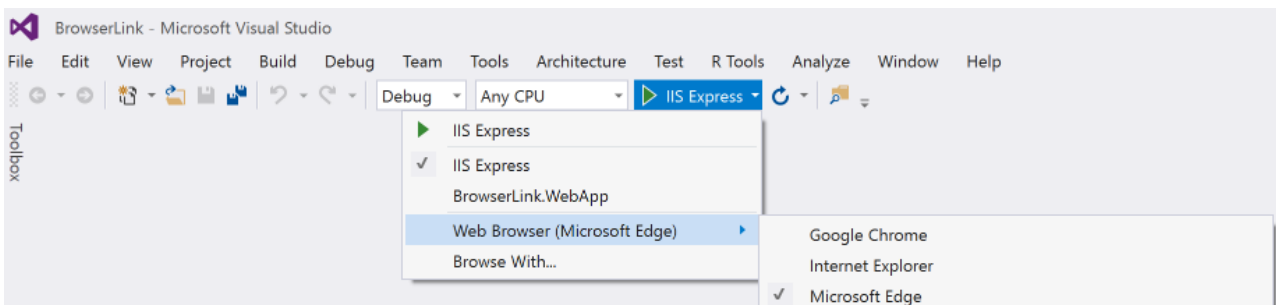 BrowserLink - Microsoft Visual Studio
File Edit View Project Build Debug Team Tools Architecture Test R Tools Analyze Window Help
Debug Any CPU IIS Express
Toolbox
IIS Express
IIS Express
BrowserLink.WebApp
Web Browser (Microsoft Edge)
Browse With...
Google Chrome
Internet Explorer
Microsoft Edge